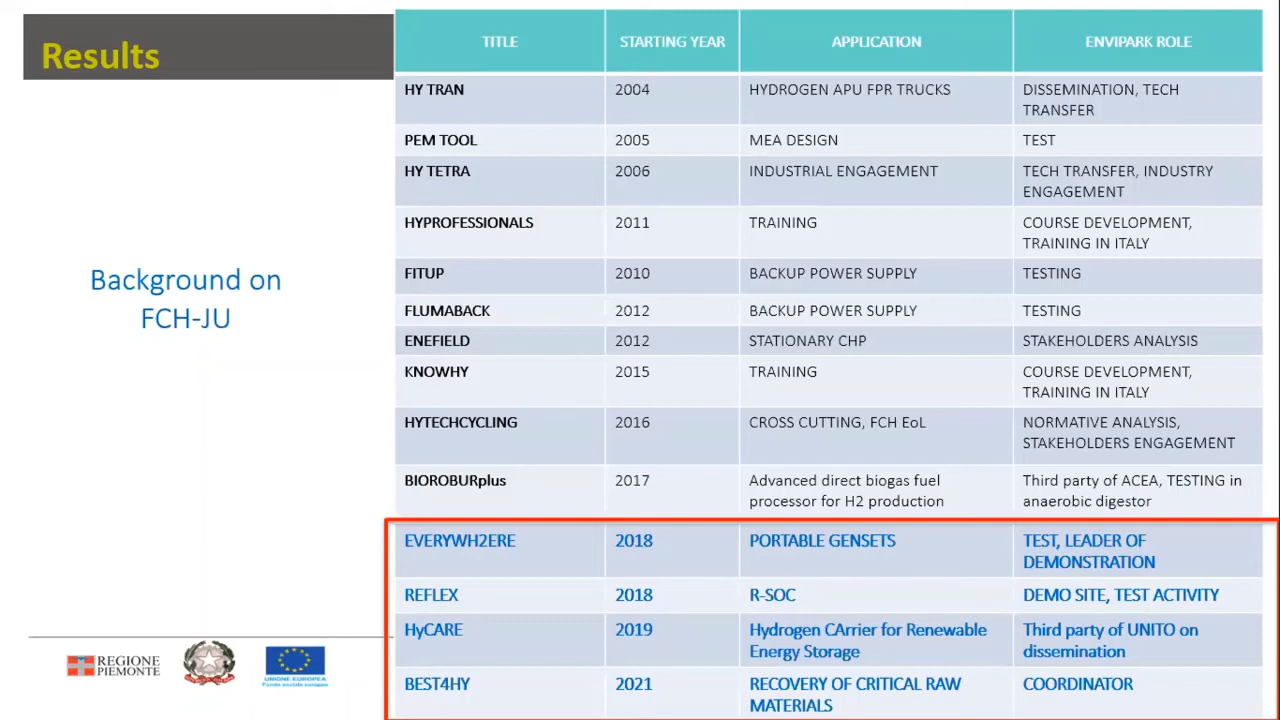 Results
Background on
FCH-JU
TITLE STARTING YEAR APPLICATION ENVIPARK ROLE
HY TRAN 2004 HYDROGEN APU FPR TRUCKS DISSEMINATION, TECH
TRANSFER
PEM TOOL 2005 MEA DESIGN TEST
HY TETRA 2006 INDUSTRIAL ENGAGEMENT TECH TRANSFER, INDUSTRY
ENGAGEMENT
HYPROFESSIONALS 2011 TRAINING COURSE DEVELOPMENT,
TRAINING IN ITALY
FITUP 2010 BACKUP POWER SUPPLY TESTING
FLUMABACK 2012 BACKUP POWER SUPPLY TESTING
ENEFIELD 2012 STATIONARY CHP STAKEHOLDERS ANALYSIS
KNOWHY 2015 TRAINING COURSE DEVELOPMENT,
TRAINING IN ITALY
HYTECHCYCLING 2016 CROSS CUTTING, FCH EoL NORMATIVE ANALYSIS,
STAKEHOLDERS ENGAGEMENT
BIOROBURplus 2017 Advanced direct biogas fuel Third party of ACEA, TESTING in
processor for H2 production anaerobic digestor
EVERYWH2ERE 2018 PORTABLE GENSETS TEST, LEADER OF
DEMONSTRATION
REFLEX 2018 R-SOC DEMO SITE, TEST ACTIVITY
HyCARE 2019 Hydrogen CArrier for Renewable Third party of UNITO on
Energy Storage dissemination
BEST4HY 2021 RECOVERY OF CRITICAL RAW COORDINATOR
MATERIALS
REGIONE
PIEMONTE
UNIONE EUROPEA
Fondo sociale europeo